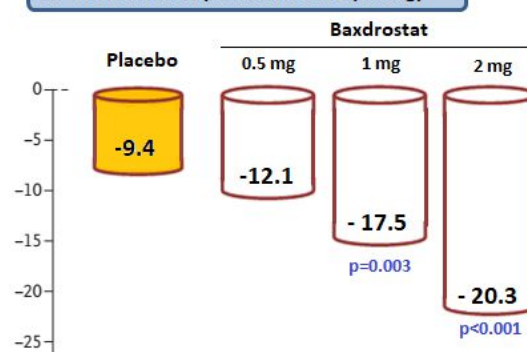 Baxdrostat
Placebo
0.5 mg
1 mg
2 mg
0
-5
-10
-15
-20
-25
-9.4
-12.1
- 17.5
- 20.3
p=0.003
p<0.001